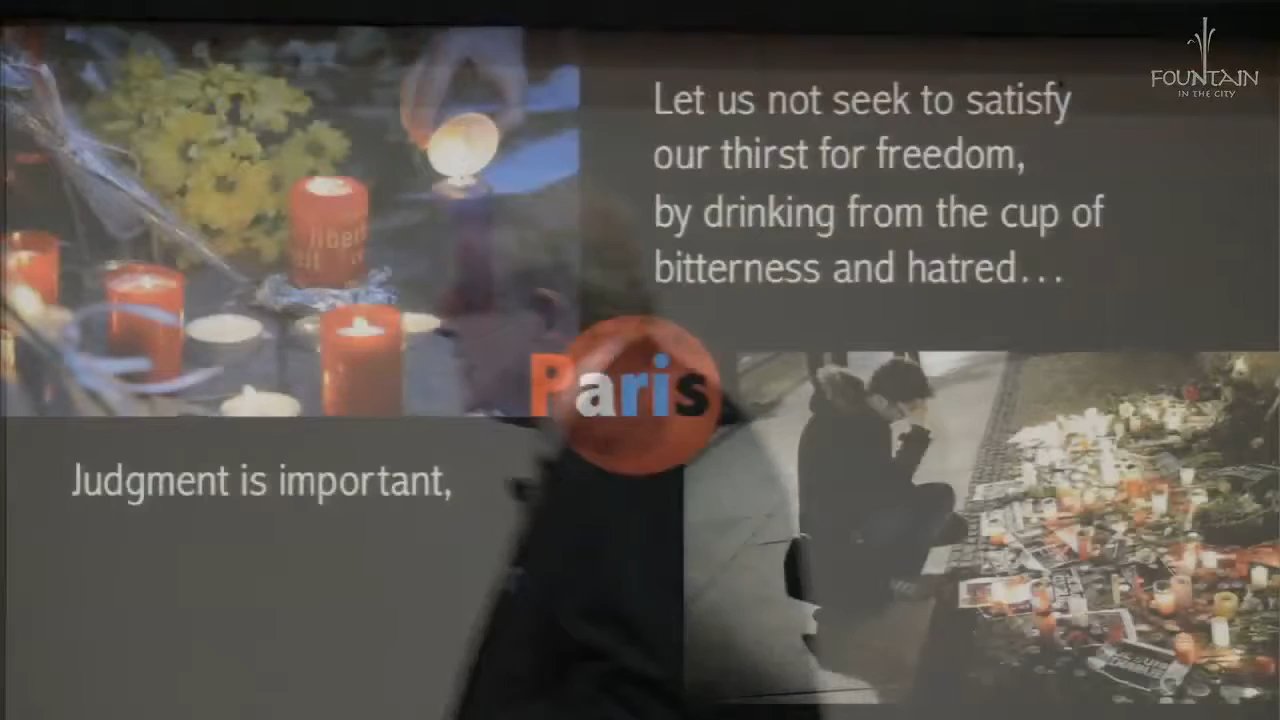 FOUNTAIN
IN THE CITY
Let us not seek to satisfy
our thirst for freedom,
by drinking from the cup of
bitterness and hatred...
Paris
Judgment is important,